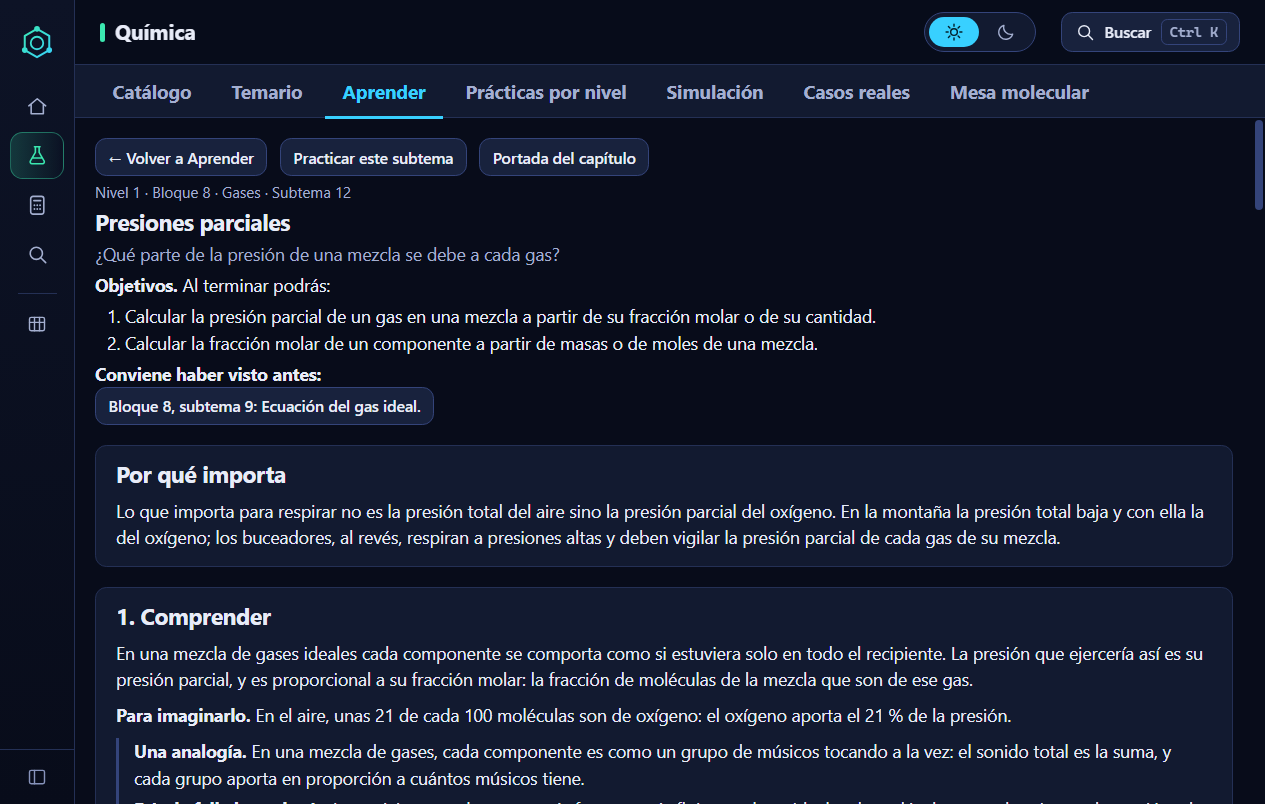 Química
Buscar Ctrl K
Catálogo Temario Aprender Prácticas por nivel Simulación Casos reales Mesa molecular
← Volver a Aprender Practicar este subtema Portada del capítulo
Nivel 1 · Bloque 8 · Gases · Subtema 12
Presiones parciales
¿Qué parte de la presión de una mezcla se debe a cada gas?
Objetivos. Al terminar podrás:
1. Calcular la presión parcial de un gas en una mezcla a partir de su fracción molar o de su cantidad.
2. Calcular la fracción molar de un componente a partir de masas o de moles de una mezcla.
Conviene haber visto antes:
Bloque 8, subtema 9: Ecuación del gas ideal.
Por qué importa
Lo que importa para respirar no es la presión total del aire sino la presión parcial del oxígeno. En la montaña la presión total baja y con ella la
del oxígeno; los buceadores, al revés, respiran a presiones altas y deben vigilar la presión parcial de cada gas de su mezcla.
1. Comprender
En una mezcla de gases ideales cada componente se comporta como si estuviera solo en todo el recipiente. La presión que ejercería así es su
presión parcial, y es proporcional a su fracción molar: la fracción de moléculas de la mezcla que son de ese gas.
Para imaginarlo. En el aire, unas 21 de cada 100 moléculas son de oxígeno: el oxígeno aporta el 21 % de la presión.
Una analogía. En una mezcla de gases, cada componente es como un grupo de músicos tocando a la vez: el sonido total es la suma, y
cada grupo aporta en proporción a cuántos músicos tiene.